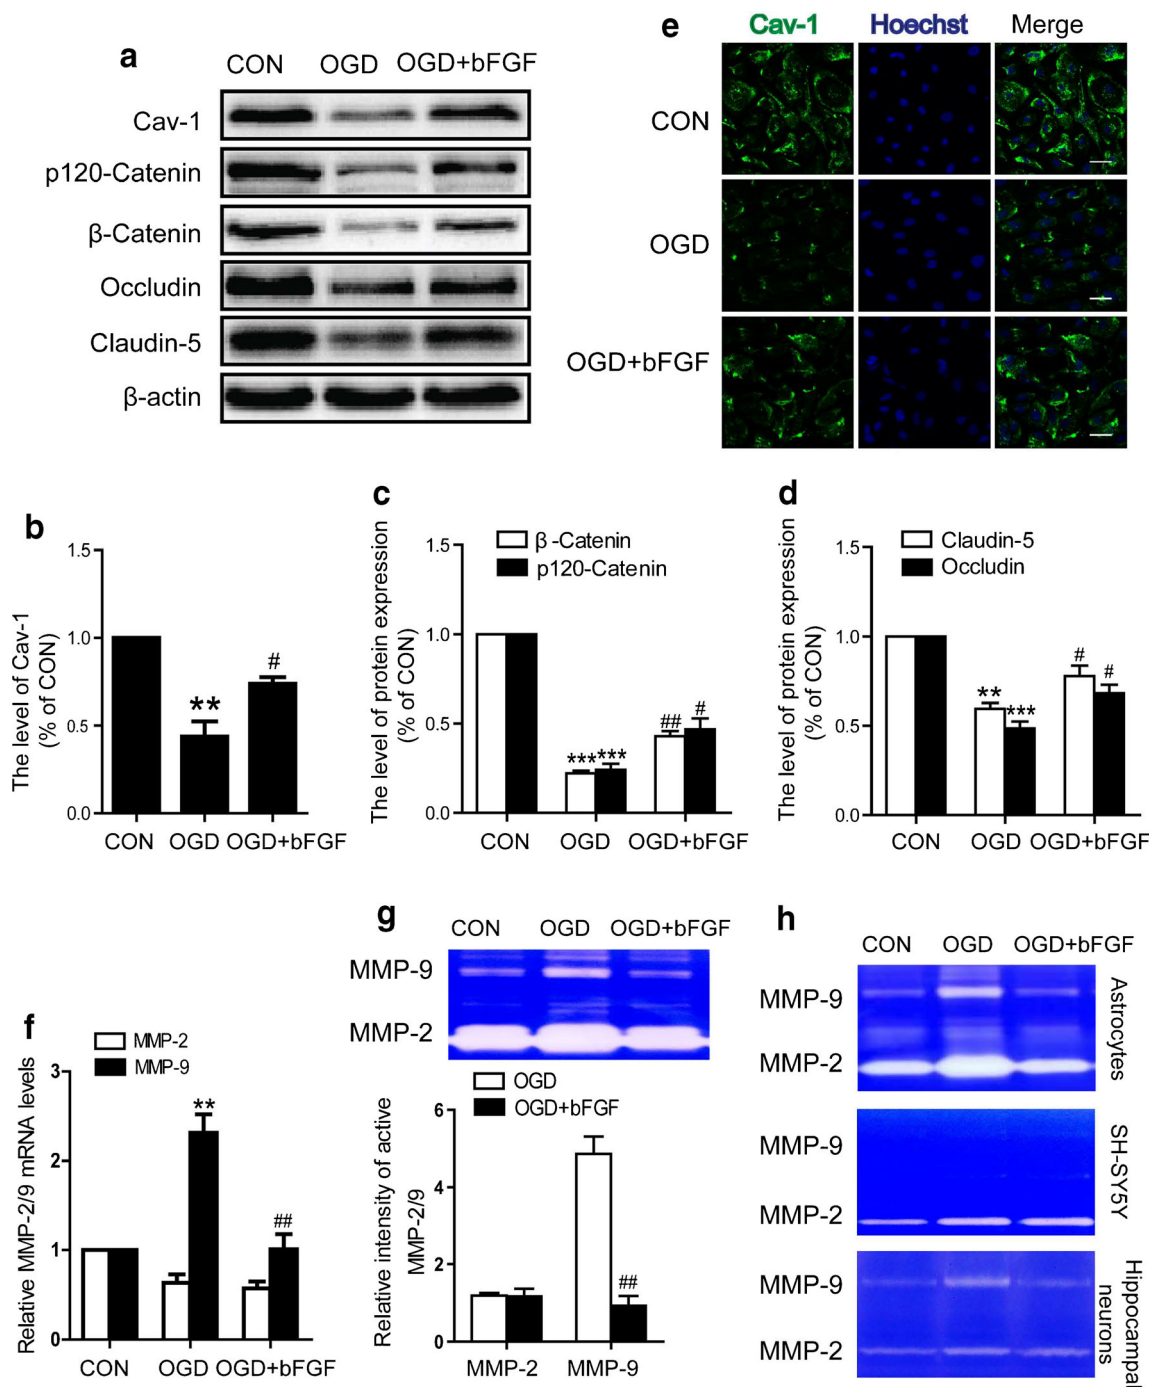 a
CON OGD OGD+bFGF
Cav-1
p120-Catenin
β-Catenin
Occludin
Claudin-5
β-actin
e
Cav-1 Hoechst Merge
CON
OGD
OGD+bFGF
b
The level of Cav-1
(% of CON)
1.5
1.0
0.5
0.0
**
#
CON OGD OGD+bFGF
c
The level of protein expression
(% of CON)
β-Catenin
p120-Catenin
1.5
1.0
0.5
0.0
*** ***
## #
CON OGD OGD+bFGF
d
The level of protein expression
(% of CON)
Claudin-5
Occludin
1.5
1.0
0.5
0.0
** ***
# #
CON OGD OGD+bFGF
f
Relative MMP-2/9 mRNA levels
MMP-2
MMP-9
3
2
1
0
**
##
CON OGD OGD+bFGF
g
CON OGD OGD+bFGF
MMP-9
MMP-2
OGD
OGD+bFGF
Relative intensity of active
MMP-2/9
6
4
2
0
##
MMP-2 MMP-9
h
CON OGD OGD+bFGF
MMP-9
MMP-2
Astrocytes
MMP-9
MMP-2
SH-SY5Y
MMP-9
MMP-2
Hippocampal
neurons